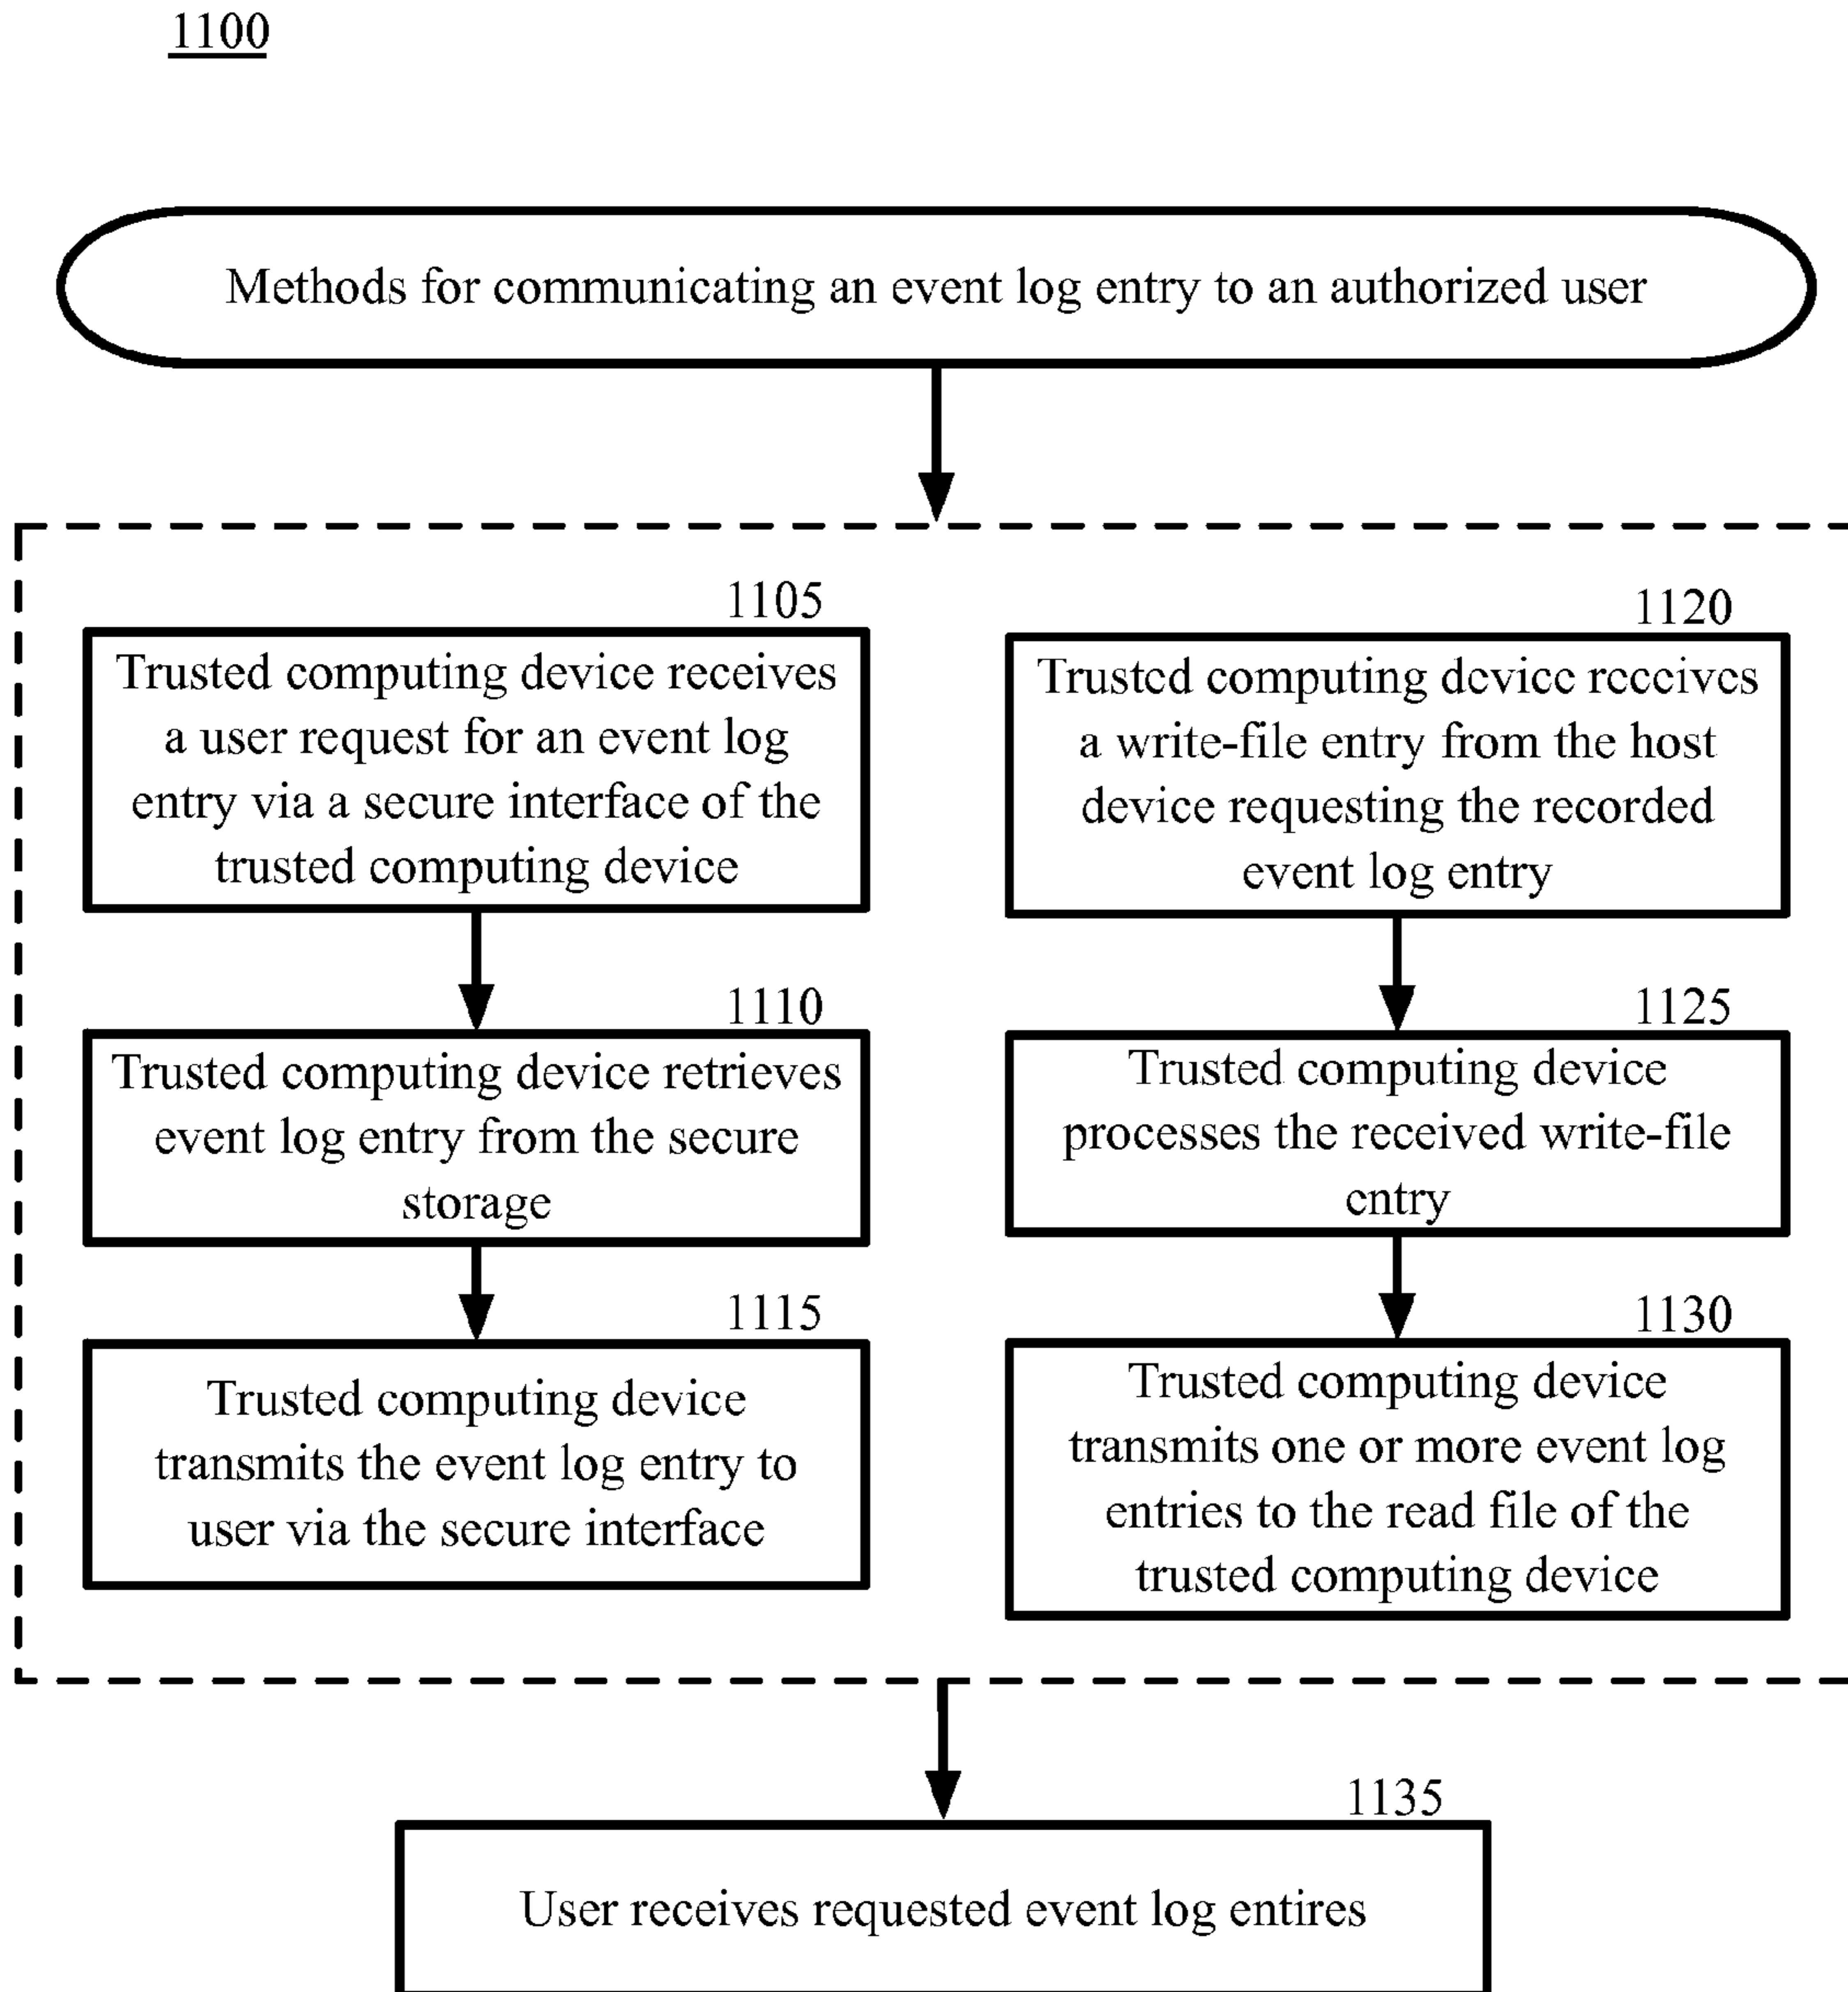 1100
Methods for communicating an event log entry to an authorized user
1105
Trusted computing device receives
a user request for an event log
entry via a secure interface of the
trusted computing device
1110
Trusted computing device retrieves
event log entry from the secure
storage
1115
Trusted computing device
transmits the event log entry to
user via the secure interface
1120
Trusted computing device receives
a write-file entry from the host
device requesting the recorded
event log entry
1125
Trusted computing device
processes the received write-file
entry
1130
Trusted computing device
transmits one or more event log
entries to the read file of the
trusted computing device
1135
User receives requested event log entires